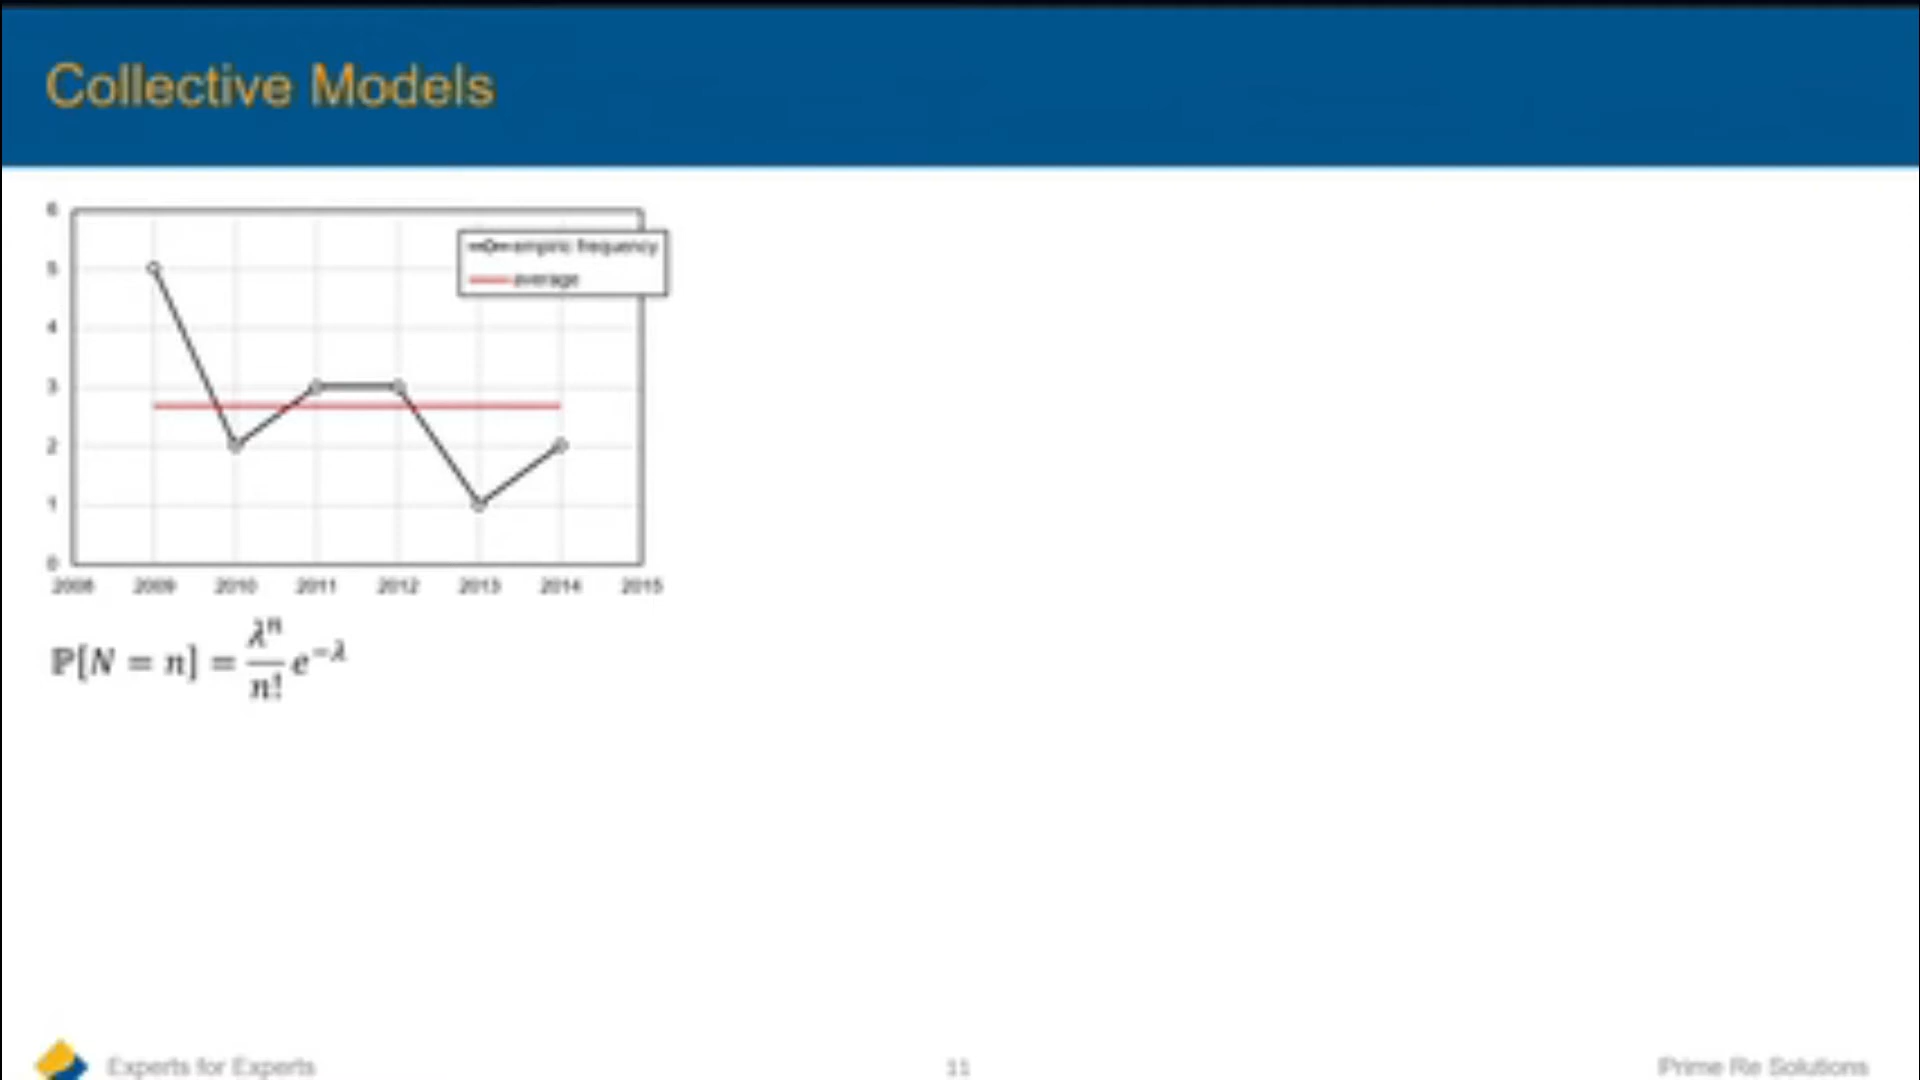 Collective Models
6
empiric frequency
5
average
4
3
2
1
0
2008 2009 2010 2011 2012 2013 2014 2015
ℙ[N = n] = λⁿ/n! e^−λ
Experts for Experts 11 Prime Re Solutions